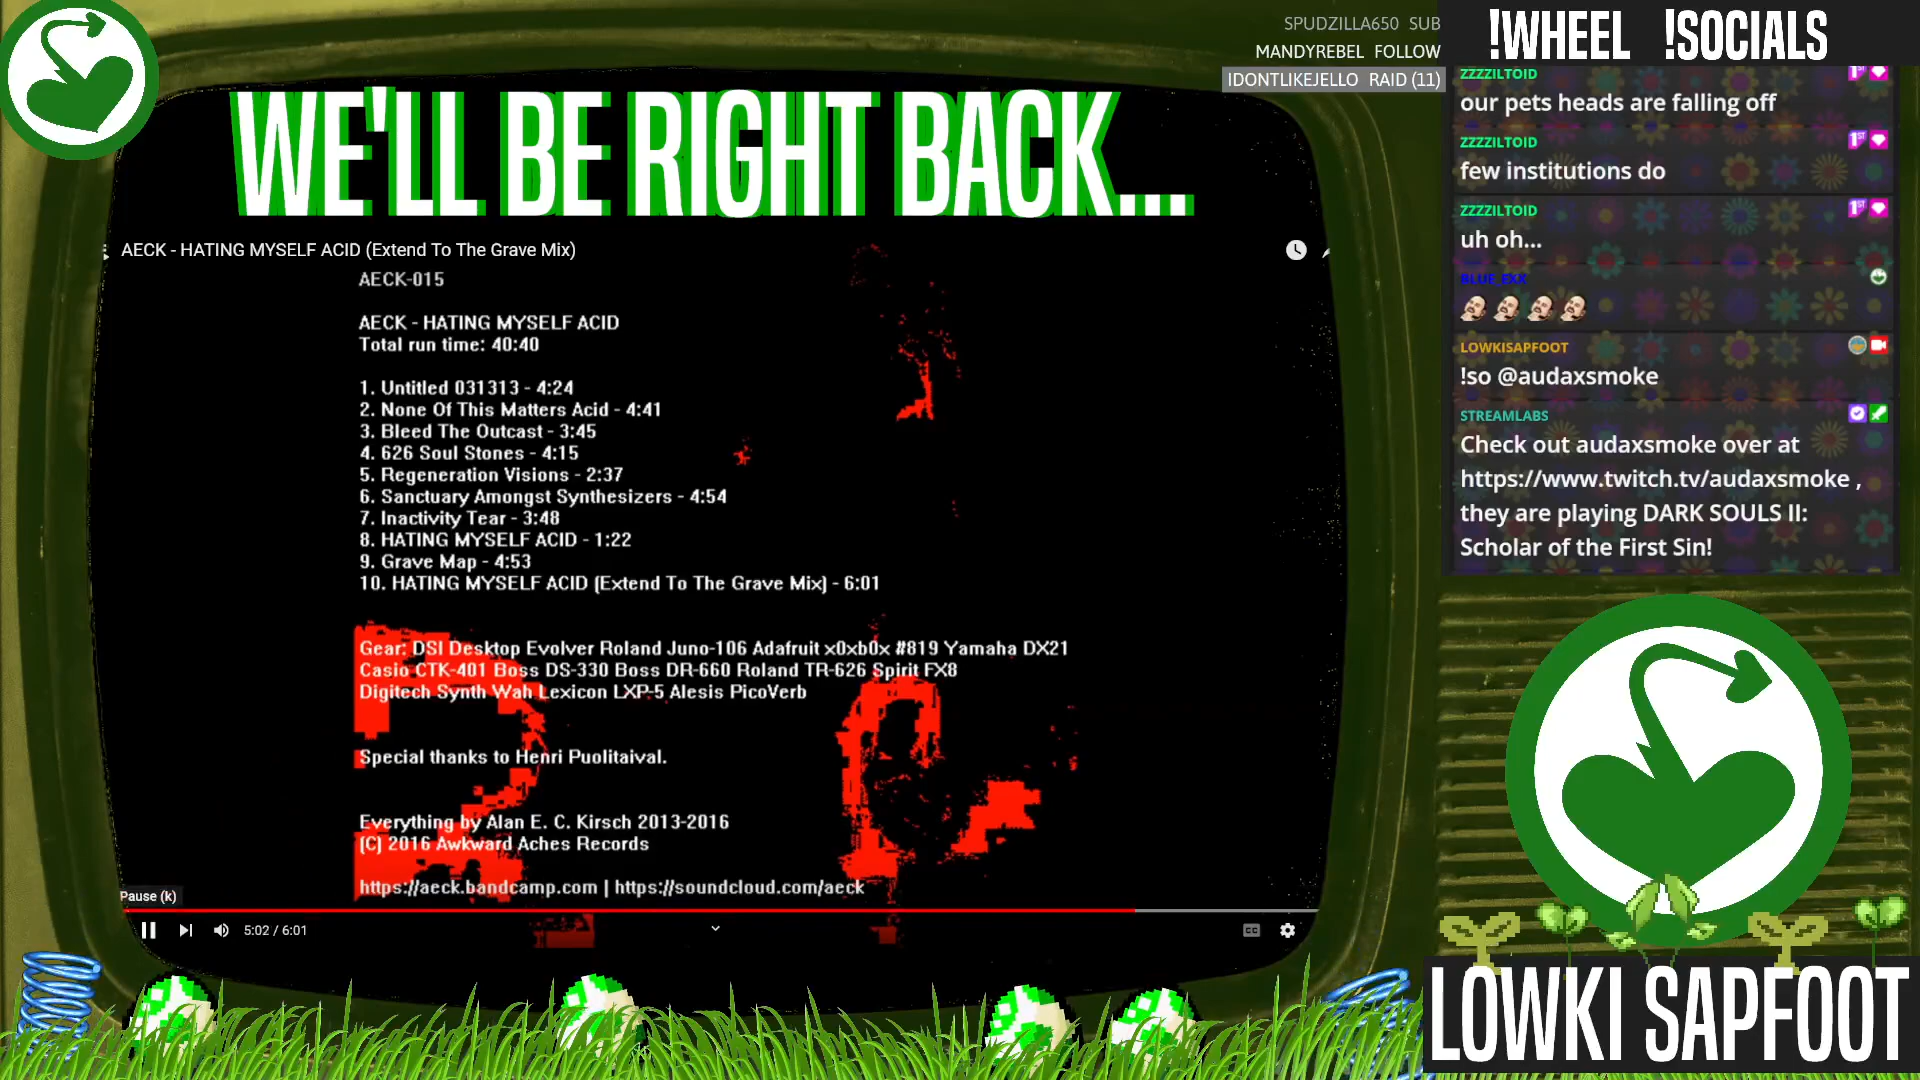 SPUDZILLA650 SUB
MANDYREBEL FOLLOW
IDONTLIKEJELLO RAID (11)
!WHEEL !SOCIALS
WE'LL BE RIGHT BACK...
AECK - HATING MYSELF ACID (Extend To The Grave Mix)
AECK-015
AECK - HATING MYSELF ACID
Total run time: 40:40
1. Untitled 031313 - 4:24
2. None Of This Matters Acid - 4:41
3. Bleed The Outcast - 3:45
4. 626 Soul Stones - 4:15
5. Regeneration Visions - 2:37
6. Sanctuary Amongst Synthesizers - 4:54
7. Inactivity Tear - 3:48
8. HATING MYSELF ACID - 1:22
9. Grave Map - 4:53
10. HATING MYSELF ACID (Extend To The Grave Mix) - 6:01
Gear: DSI Desktop Evolver Roland Juno-106 Adafruit x0xb0x #819 Yamaha DX21
Casio CTK-401 Boss DS-330 Boss DR-660 Roland TR-626 Spirit FX8
Digitech Synth Wah Lexicon LXP-5 Alesis PicoVerb
Special thanks to Henri Puolitaival.
Everything by Alan E. C. Kirsch 2013-2016
(C) 2016 Awkward Aches Records
https://aeck.bandcamp.com | https://soundcloud.com/aeck
Pause (k)
5:02 / 6:01
CC
ZZZZILTOID
1ST
our pets heads are falling off
ZZZZILTOID
1ST
few institutions do
ZZZZILTOID
1ST
uh oh...
BLUE_EXX
LOWKISAPFOOT
!so @audaxsmoke
STREAMLABS
Check out audaxsmoke over at
https://www.twitch.tv/audaxsmoke ,
they are playing DARK SOULS II:
Scholar of the First Sin!
LOWKI SAPFOOT